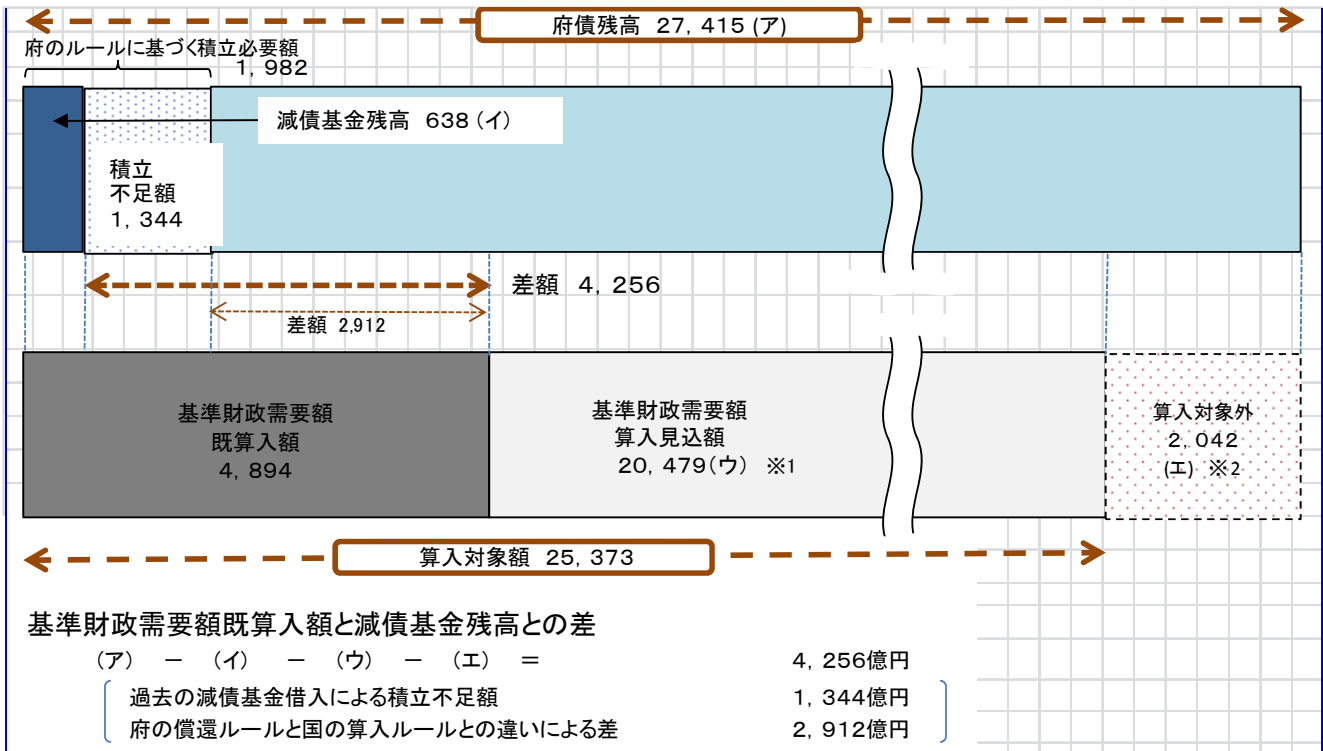 府債残高 27,415 (ア)
府のルールに基づく積立必要額
1,982
減債基金残高 638 (イ)
積立
不足額
1,344
差額 4,256
差額 2,912
基準財政需要額
既算入額
4,894
基準財政需要額
算入見込額
20,479(ウ) ※1
算入対象外
2,042
(エ) ※2
算入対象額 25,373
基準財政需要額既算入額と減債基金残高との差
(ア) − (イ) − (ウ) − (エ) = 4,256億円
過去の減債基金借入による積立不足額 1,344億円
府の償還ルールと国の算入ルールとの違いによる差 2,912億円